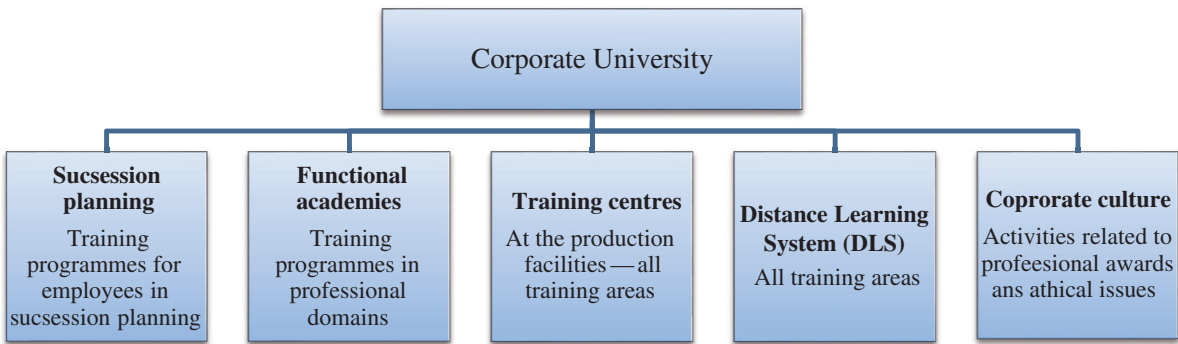 Corporate University
Sucsession
planning
Training
programmes for
employees in
sucsession planning
Functional
academies
Training
programmes in
professional
domains
Training centres
At the production
facilities — all
training areas
Distance Learning
System (DLS)
All training areas
Coprorate culture
Activities related to
profeesional awards
ans athical issues